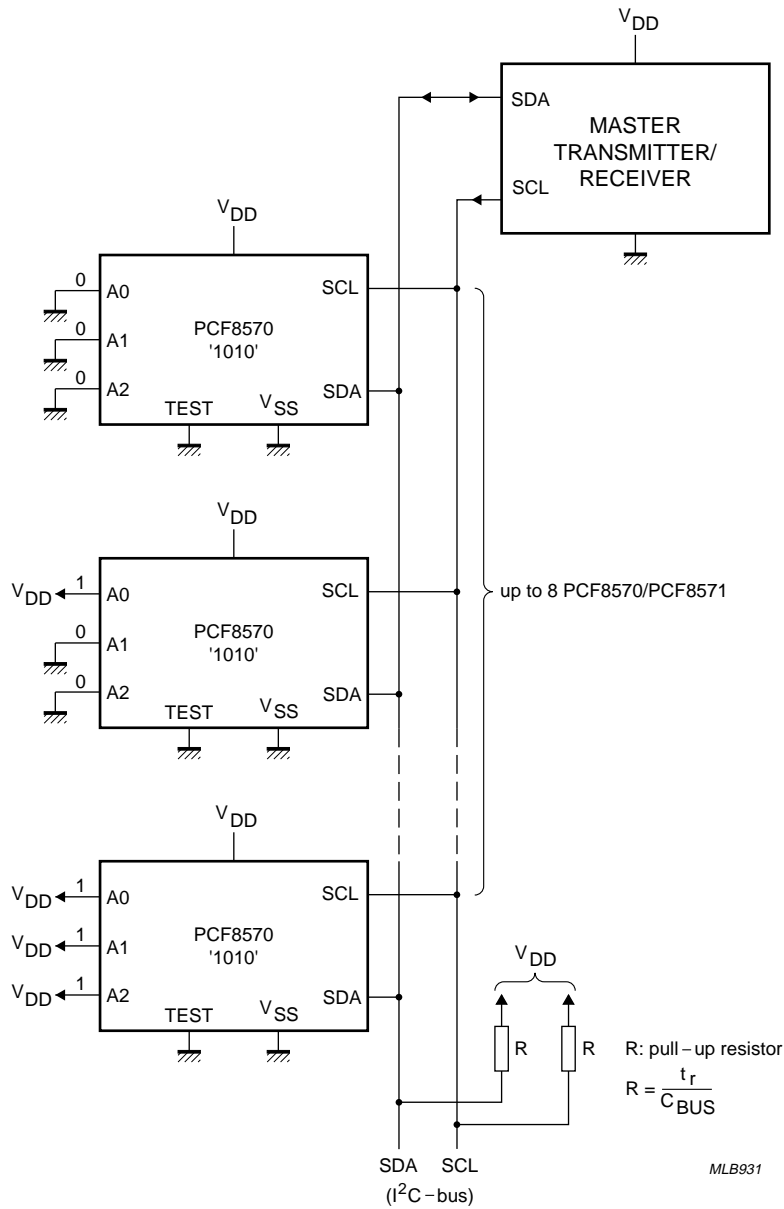 VDD
SDA
MASTER
TRANSMITTER/
RECEIVER
SCL
VDD
0
A0
SCL
PCF8570
'1010'
0
A1
0
A2
SDA
TEST
VSS
VDD
VDD
1
A0
SCL
PCF8570
'1010'
up to 8 PCF8570/PCF8571
0
A1
0
A2
SDA
TEST
VSS
VDD
VDD
1
A0
SCL
PCF8570
'1010'
VDD
1
A1
VDD
1
A2
SDA
TEST
VSS
VDD
R
R
R: pull–up resistor
R = tr / CBUS
SDA
SCL
(I²C–bus)
MLB931